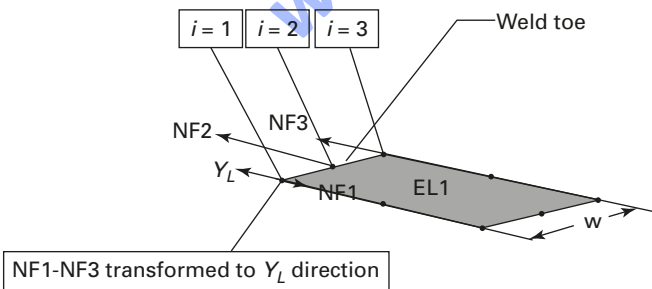 i = 1
i = 2
i = 3
Weld toe
NF2
NF3
Y_L
NF1
EL1
w
NF1-NF3 transformed to Y_L direction